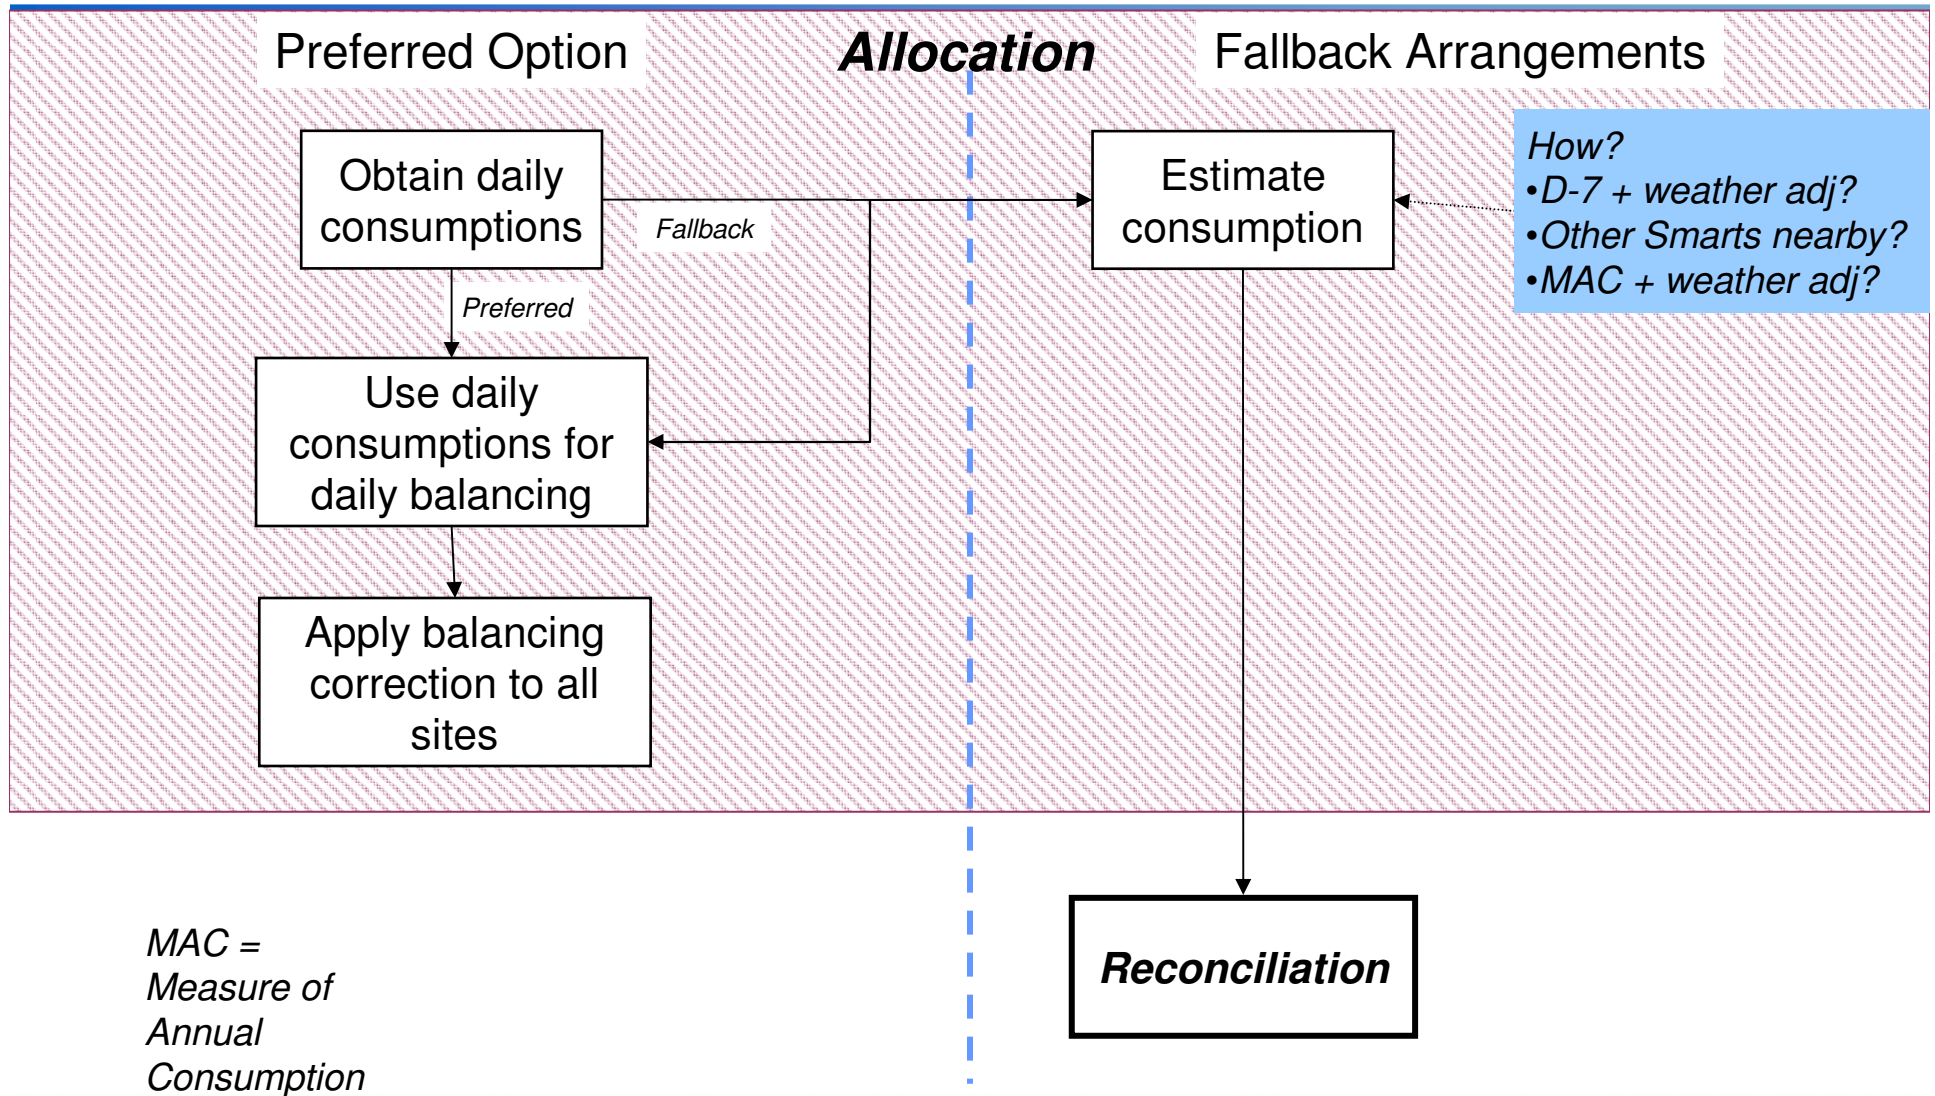 Preferred Option
Allocation
Fallback Arrangements
Obtain daily
consumptions
Fallback
Estimate
consumption
How?
•D-7 + weather adj?
•Other Smarts nearby?
•MAC + weather adj?
Preferred
Use daily
consumptions for
daily balancing
Apply balancing
correction to all
sites
Reconciliation
MAC =
Measure of
Annual
Consumption